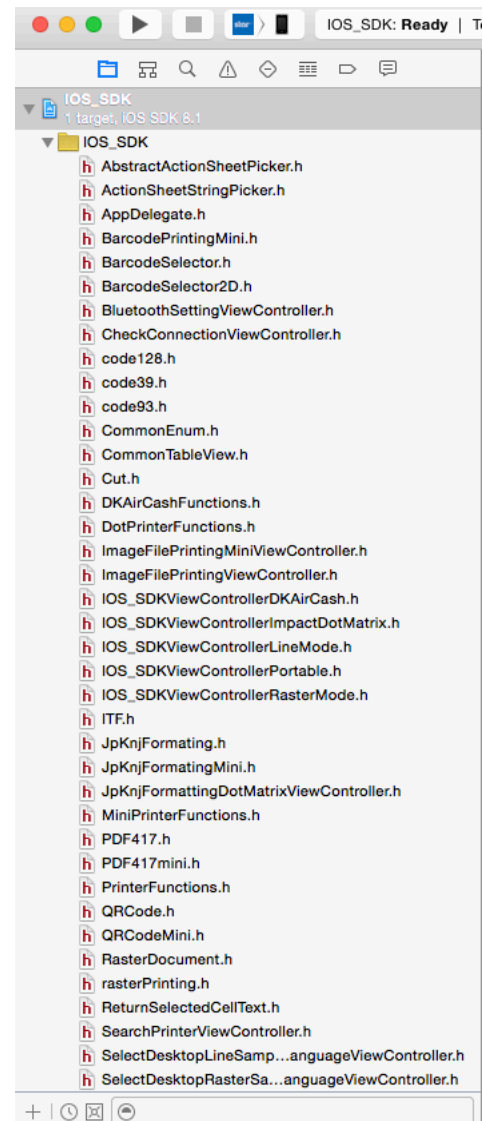 star
IOS_SDK: Ready |
IOS_SDK
1 target, iOS SDK 8.1
IOS_SDK
AbstractActionSheetPicker.h
ActionSheetStringPicker.h
AppDelegate.h
BarcodePrintingMini.h
BarcodeSelector.h
BarcodeSelector2D.h
BluetoothSettingViewController.h
CheckConnectionViewController.h
code128.h
code39.h
code93.h
CommonEnum.h
CommonTableView.h
Cut.h
DKAirCashFunctions.h
DotPrinterFunctions.h
ImageFilePrintingMiniViewController.h
ImageFilePrintingViewController.h
IOS_SDKViewControllerDKAirCash.h
IOS_SDKViewControllerImpactDotMatrix.h
IOS_SDKViewControllerLineMode.h
IOS_SDKViewControllerPortable.h
IOS_SDKViewControllerRasterMode.h
ITF.h
JpKnjFormating.h
JpKnjFormatingMini.h
JpKnjFormattingDotMatrixViewController.h
MiniPrinterFunctions.h
PDF417.h
PDF417mini.h
PrinterFunctions.h
QRCode.h
QRCodeMini.h
RasterDocument.h
rasterPrinting.h
ReturnSelectedCellText.h
SearchPrinterViewController.h
SelectDesktopLineSamp...anguageViewController.h
SelectDesktopRasterSa...anguageViewController.h